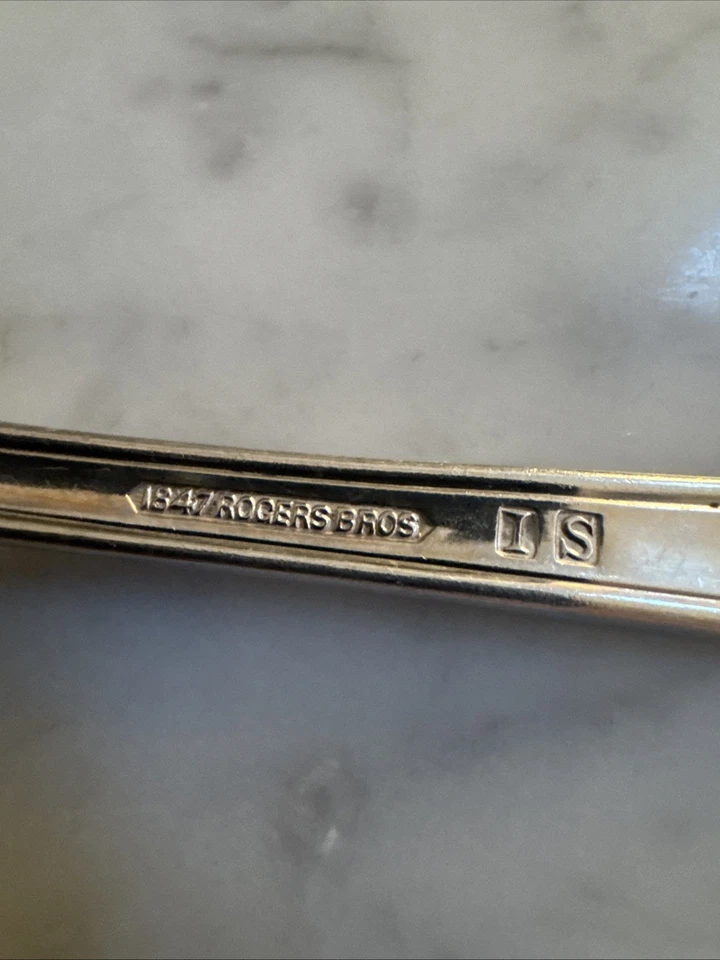 1847 ROGERS BROS. I S